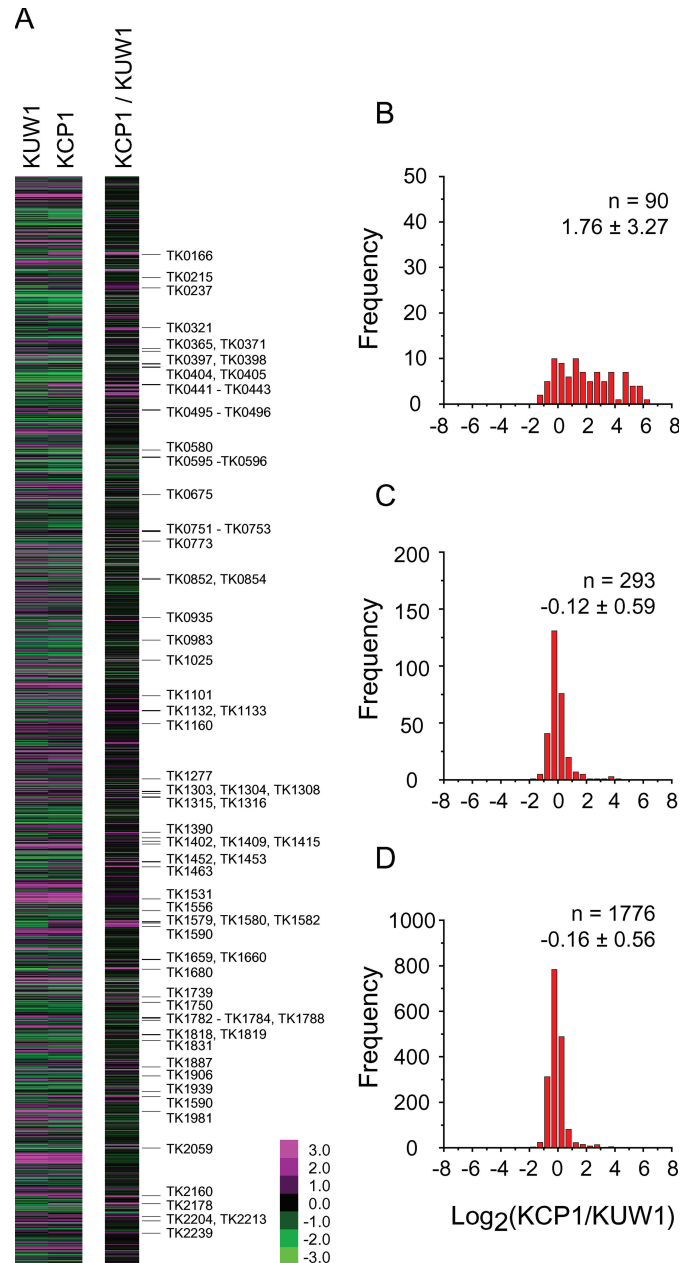 A
KUW1
KCP1
KCP1 / KUW1
TK0166
TK0215
TK0237
TK0321
TK0365, TK0371
TK0397, TK0398
TK0404, TK0405
TK0441 - TK0443
TK0495 - TK0496
TK0580
TK0595 -TK0596
TK0675
TK0751 - TK0753
TK0773
TK0852, TK0854
TK0935
TK0983
TK1025
TK1101
TK1132, TK1133
TK1160
TK1277
TK1303, TK1304, TK1308
TK1315, TK1316
TK1390
TK1402, TK1409, TK1415
TK1452, TK1453
TK1463
TK1531
TK1556
TK1579, TK1580, TK1582
TK1590
TK1659, TK1660
TK1680
TK1739
TK1750
TK1782 - TK1784, TK1788
TK1818, TK1819
TK1831
TK1887
TK1906
TK1939
TK1590
TK1981
TK2059
TK2160
TK2178
TK2204, TK2213
TK2239
3.0
2.0
1.0
0.0
-1.0
-2.0
-3.0
B
n = 90
1.76 ± 3.27
Frequency
50
40
30
20
10
0
-8 -6 -4 -2 0 2 4 6 8
C
n = 293
-0.12 ± 0.59
Frequency
200
150
100
50
0
-8 -6 -4 -2 0 2 4 6 8
D
n = 1776
-0.16 ± 0.56
Frequency
1000
800
600
400
200
0
-8 -6 -4 -2 0 2 4 6 8
Log2(KCP1/KUW1)